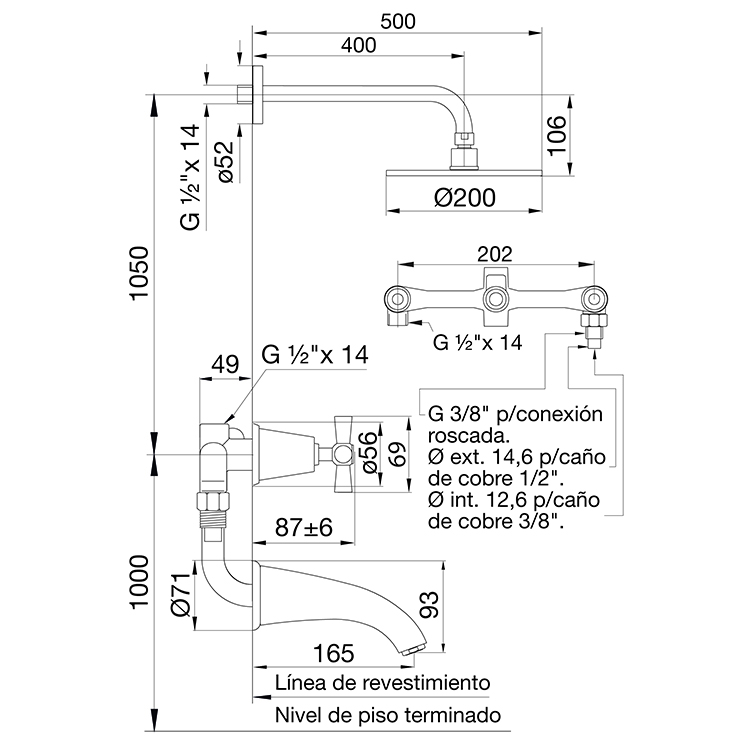 500
400
G ½"x 14
ø52
106
Ø200
1050
202
G ½"x 14
49
G ½"x 14
G 3/8" p/conexión
roscada.
Ø ext. 14,6 p/caño
de cobre 1/2".
Ø int. 12,6 p/caño
de cobre 3/8".
ø56
69
87±6
1000
Ø71
93
165
Línea de revestimiento
Nivel de piso terminado